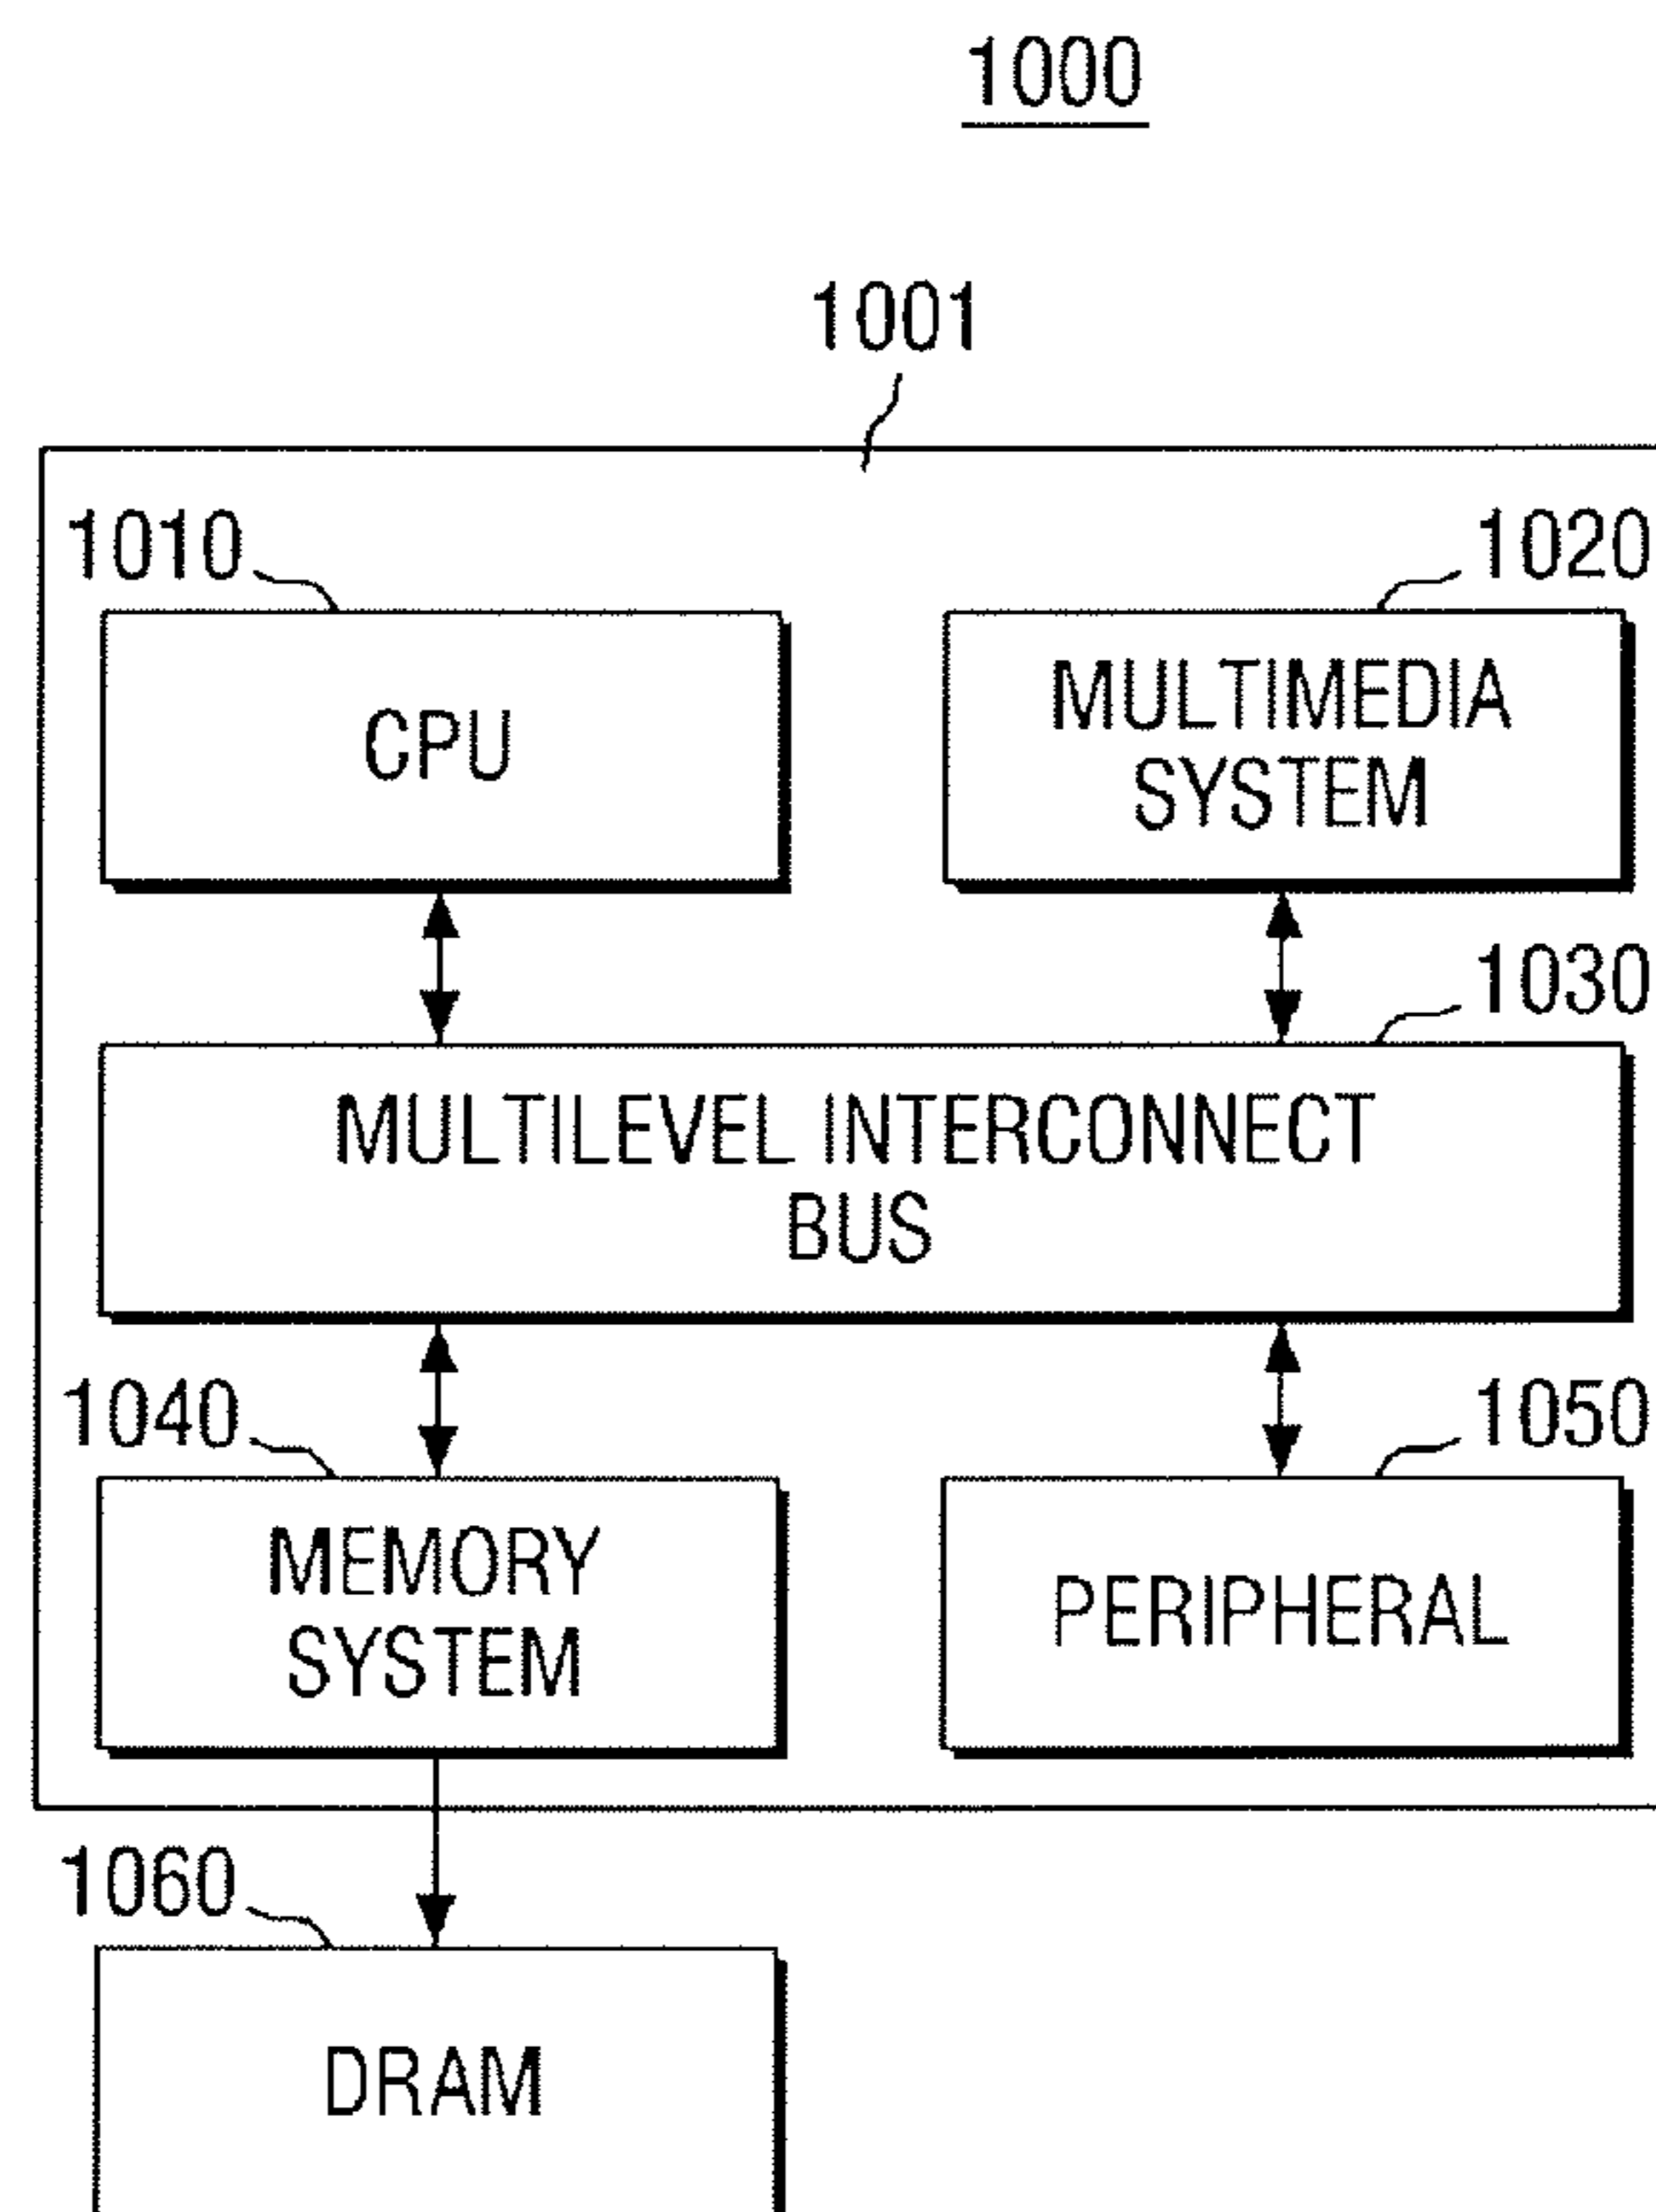 1000
1001
1010
1020
CPU
MULTIMEDIA
SYSTEM
1030
MULTILEVEL INTERCONNECT
BUS
1040
1050
MEMORY
SYSTEM
PERIPHERAL
1060
DRAM